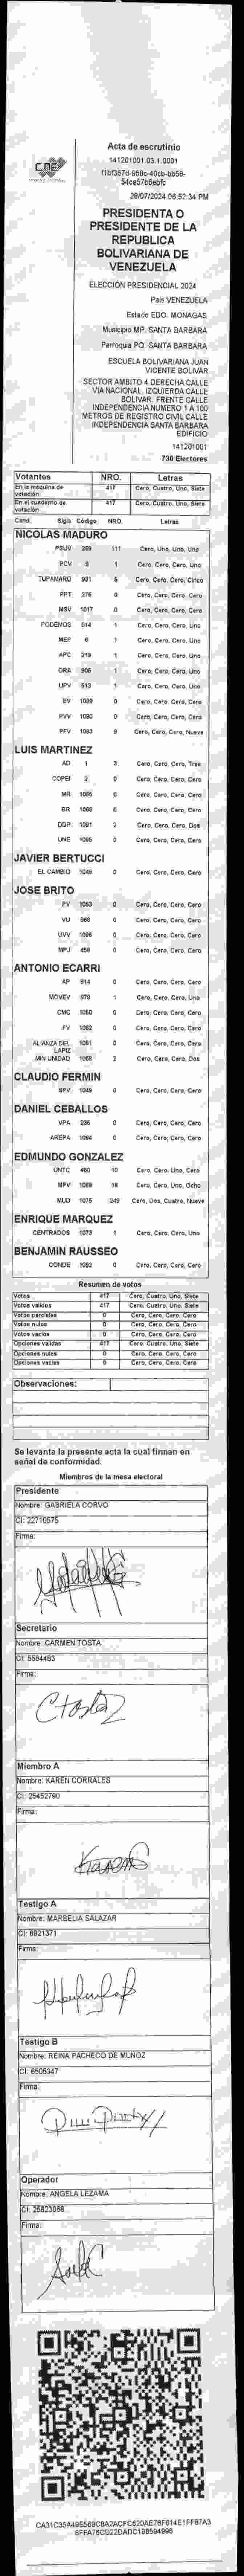 CNE
Acta de escrutinio
141201001.03.1.0001
28/07/2024 06:52:34 PM
PRESIDENTA O
PRESIDENTE DE LA
REPUBLICA
BOLIVARIANA DE
VENEZUELA
ELECCIÓN PRESIDENCIAL 2024
País VENEZUELA
Estado EDO. MONAGAS
Municipio MP. SANTA BARBARA
Parroquia PQ. SANTA BARBARA
ESCUELA BOLIVARIANA JUAN
VICENTE BOLIVAR
SECTOR AMBITO 4 DERECHA CALLE
VIA NACIONAL. IZQUIERDA CALLE
BOLIVAR. FRENTE CALLE
INDEPENDENCIA NUMERO 1 A 100
METROS DE REGISTRO CIVIL CALLE
INDEPENDENCIA SANTA BARBARA
EDIFICIO
141201001
730 Electores
Votantes NRO. Letras
En la máquina de votación 417 Cero, Cuatro, Uno, Siete
En el cuaderno de votación 417 Cero, Cuatro, Uno, Siete
Cand. Sigla Código NRO. Letras
NICOLAS MADURO
PSUV 269 111 Cero, Uno, Uno, Uno
PCV 8 1 Cero, Cero, Cero, Uno
TUPAMARO 931 5 Cero, Cero, Cero, Cinco
PPT 275 0 Cero, Cero, Cero, Cero
MSV 1017 0 Cero, Cero, Cero, Cero
PODEMOS 514 1 Cero, Cero, Cero, Uno
MEP 6 1 Cero, Cero, Cero, Uno
APC 219 1 Cero, Cero, Cero, Uno
ORA 905 1 Cero, Cero, Cero, Uno
UPV 513 1 Cero, Cero, Cero, Uno
EV 1089 0 Cero, Cero, Cero, Cero
PVV 1090 0 Cero, Cero, Cero, Cero
PFV 1093 9 Cero, Cero, Cero, Nueve
LUIS MARTINEZ
AD 1 3 Cero, Cero, Cero, Tres
COPEI 2 0 Cero, Cero, Cero, Cero
MR 1065 0 Cero, Cero, Cero, Cero
BR 1066 0 Cero, Cero, Cero, Cero
DDP 1091 2 Cero, Cero, Cero, Dos
UNE 1095 0 Cero, Cero, Cero, Cero
JAVIER BERTUCCI
EL CAMBIO 1048 0 Cero, Cero, Cero, Cero
JOSE BRITO
PV 1053 0 Cero, Cero, Cero, Cero
VU 968 0 Cero, Cero, Cero, Cero
UVV 1096 0 Cero, Cero, Cero, Cero
MPJ 459 0 Cero, Cero, Cero, Cero
ANTONIO ECARRI
AP 814 0 Cero, Cero, Cero, Cero
MOVEV 978 1 Cero, Cero, Cero, Uno
CMC 1050 0 Cero, Cero, Cero, Cero
FV 1052 0 Cero, Cero, Cero, Cero
ALIANZA DEL LAPIZ 1051 0 Cero, Cero, Cero, Cero
MIN UNIDAD 1068 2 Cero, Cero, Cero, Dos
CLAUDIO FERMIN
SPV 1049 0 Cero, Cero, Cero, Cero
DANIEL CEBALLOS
VPA 235 0 Cero, Cero, Cero, Cero
AREPA 1094 0 Cero, Cero, Cero, Cero
EDMUNDO GONZALEZ
UNTC 460 10 Cero, Cero, Uno, Cero
MPV 1069 18 Cero, Cero, Uno, Ocho
MUD 1075 249 Cero, Dos, Cuatro, Nueve
ENRIQUE MARQUEZ
CENTRADOS 1073 1 Cero, Cero, Cero, Uno
BENJAMIN RAUSSEO
CONDE 1092 0 Cero, Cero, Cero, Cero
Resumen de votos
Votos 417 Cero, Cuatro, Uno, Siete
Votos validos 417 Cero, Cuatro, Uno, Siete
Votos parciales 0 Cero, Cero, Cero, Cero
Votos nulos 0 Cero, Cero, Cero, Cero
Votos vacios 0 Cero, Cero, Cero, Cero
Opciones validas 417 Cero, Cuatro, Uno, Siete
Opciones nulas 0 Cero, Cero, Cero, Cero
Opciones vacias 0 Cero, Cero, Cero, Cero
Observaciones:
Se levanta la presente acta la cual firman en
señal de conformidad.
Miembros de la mesa electoral
Presidente
Nombre: GABRIELA CORVO
CI: 22710575
Firma:
Secretario
Nombre: CARMEN TOSTA
CI: 5564463
Firma:
CTosta
Miembro A
Nombre: KAREN CORRALES
CI: 25452790
Firma:
Testigo A
Nombre: MARBELIA SALAZAR
CI: 6921371
Firma:
Testigo B
Nombre: REINA PACHECO DE MUNOZ
CI: 6505347
Firma:
Operador
Nombre: ANGELA LEZAMA
CI: 25823066
Firma: